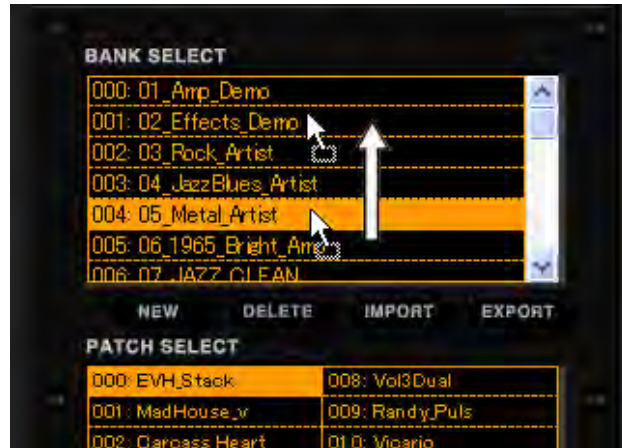 BANK SELECT
000: 01_Amp_Demo
001: 02_Effects_Demo
002: 03_Rock_Artist
003: 04_JazzBlues_Artist
004: 05_Metal_Artist
005: 06_1965_Bright_Amp
006: 07_JAZZ_CLEAN
NEW DELETE IMPORT EXPORT
PATCH SELECT
000: EVH_Stack 008: Vol3Dual
001: MadHouse_v 009: Randy_Puls
002: Carcass Heart 010: Vicario